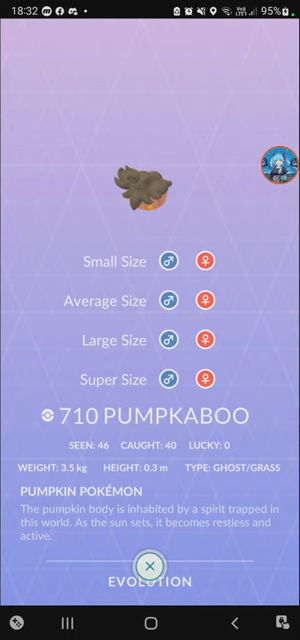 18:32 95%
Small Size
Average Size
Large Size
Super Size
710 PUMPKABOO
SEEN: 46 CAUGHT: 40 LUCKY: 0
WEIGHT: 3.5 kg HEIGHT: 0.3 m TYPE: GHOST/GRASS
PUMPKIN POKÉMON
The pumpkin body is inhabited by a spirit trapped in
this world. As the sun sets, it becomes restless and
active.
EVOLUTION